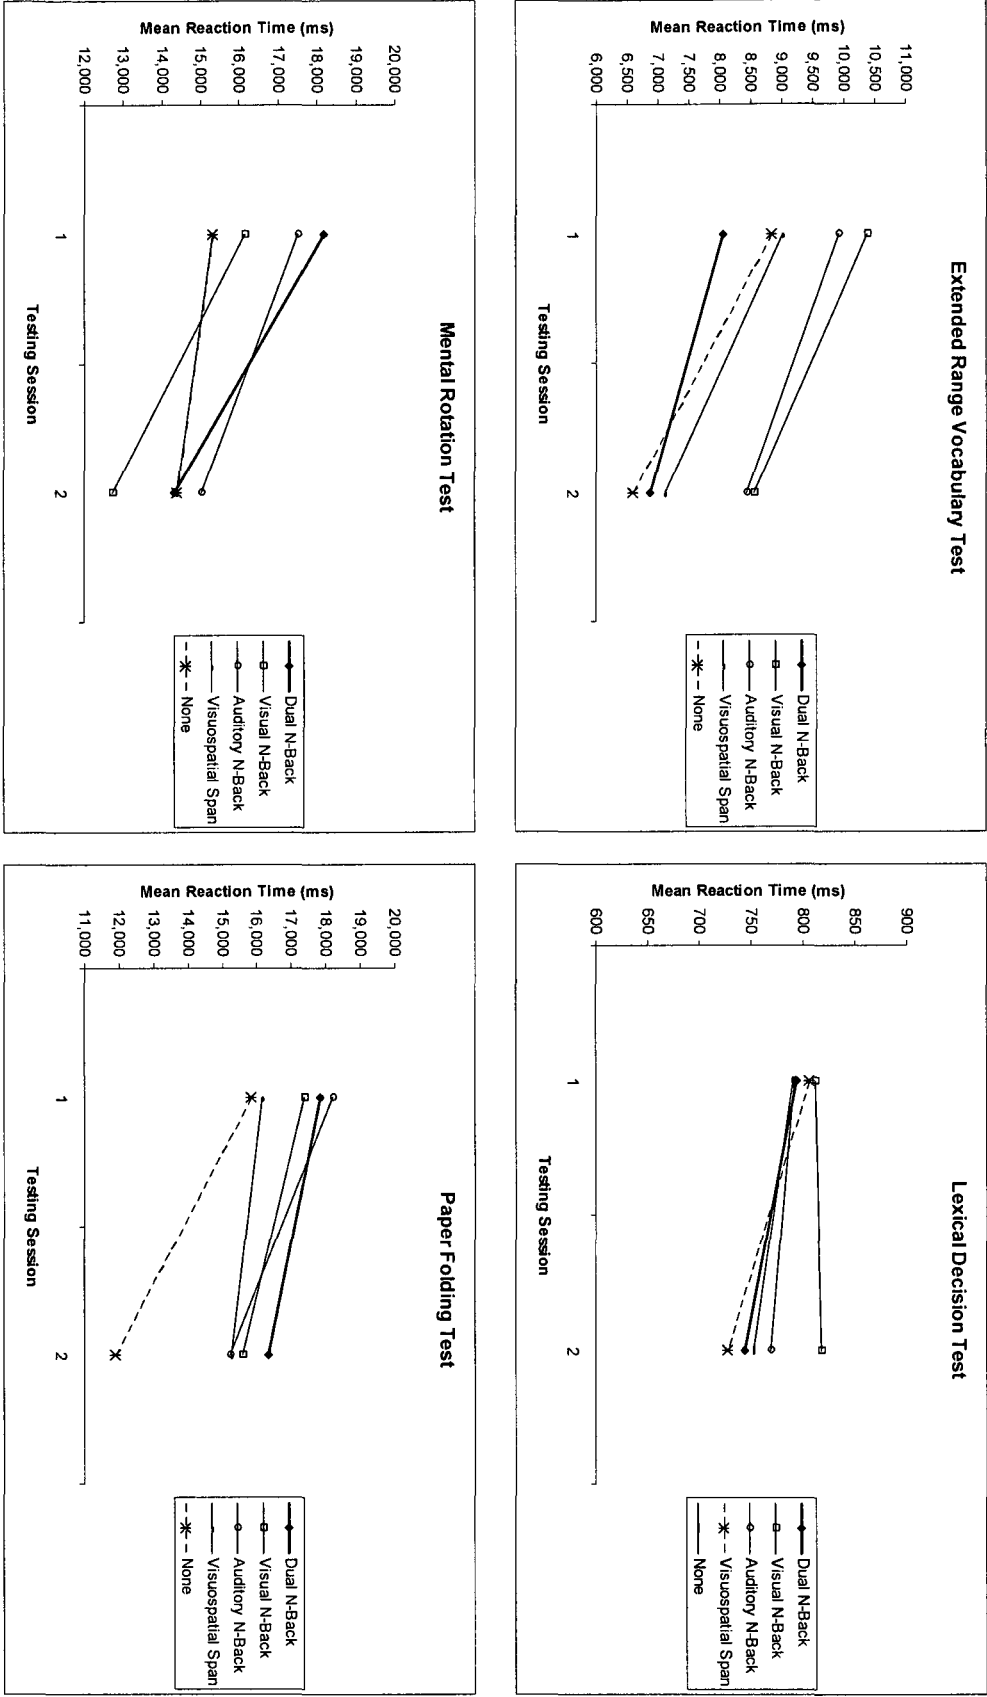 Extended Range Vocabulary Test
Mean Reaction Time (ms)
11,000
10,500
10,000
9,500
9,000
8,500
8,000
7,500
7,000
6,500
6,000
1
2
Testing Session
Dual N-Back
Visual N-Back
Auditory N-Back
Visuospatial Span
None
Lexical Decision Test
Mean Reaction Time (ms)
900
850
800
750
700
650
600
1
2
Testing Session
Dual N-Back
Visual N-Back
Auditory N-Back
Visuospatial Span
None
Mental Rotation Test
Mean Reaction Time (ms)
20,000
19,000
18,000
17,000
16,000
15,000
14,000
13,000
12,000
1
2
Testing Session
Dual N-Back
Visual N-Back
Auditory N-Back
Visuospatial Span
None
Paper Folding Test
Mean Reaction Time (ms)
20,000
19,000
18,000
17,000
16,000
15,000
14,000
13,000
12,000
11,000
1
2
Testing Session
Dual N-Back
Visual N-Back
Auditory N-Back
Visuospatial Span
None